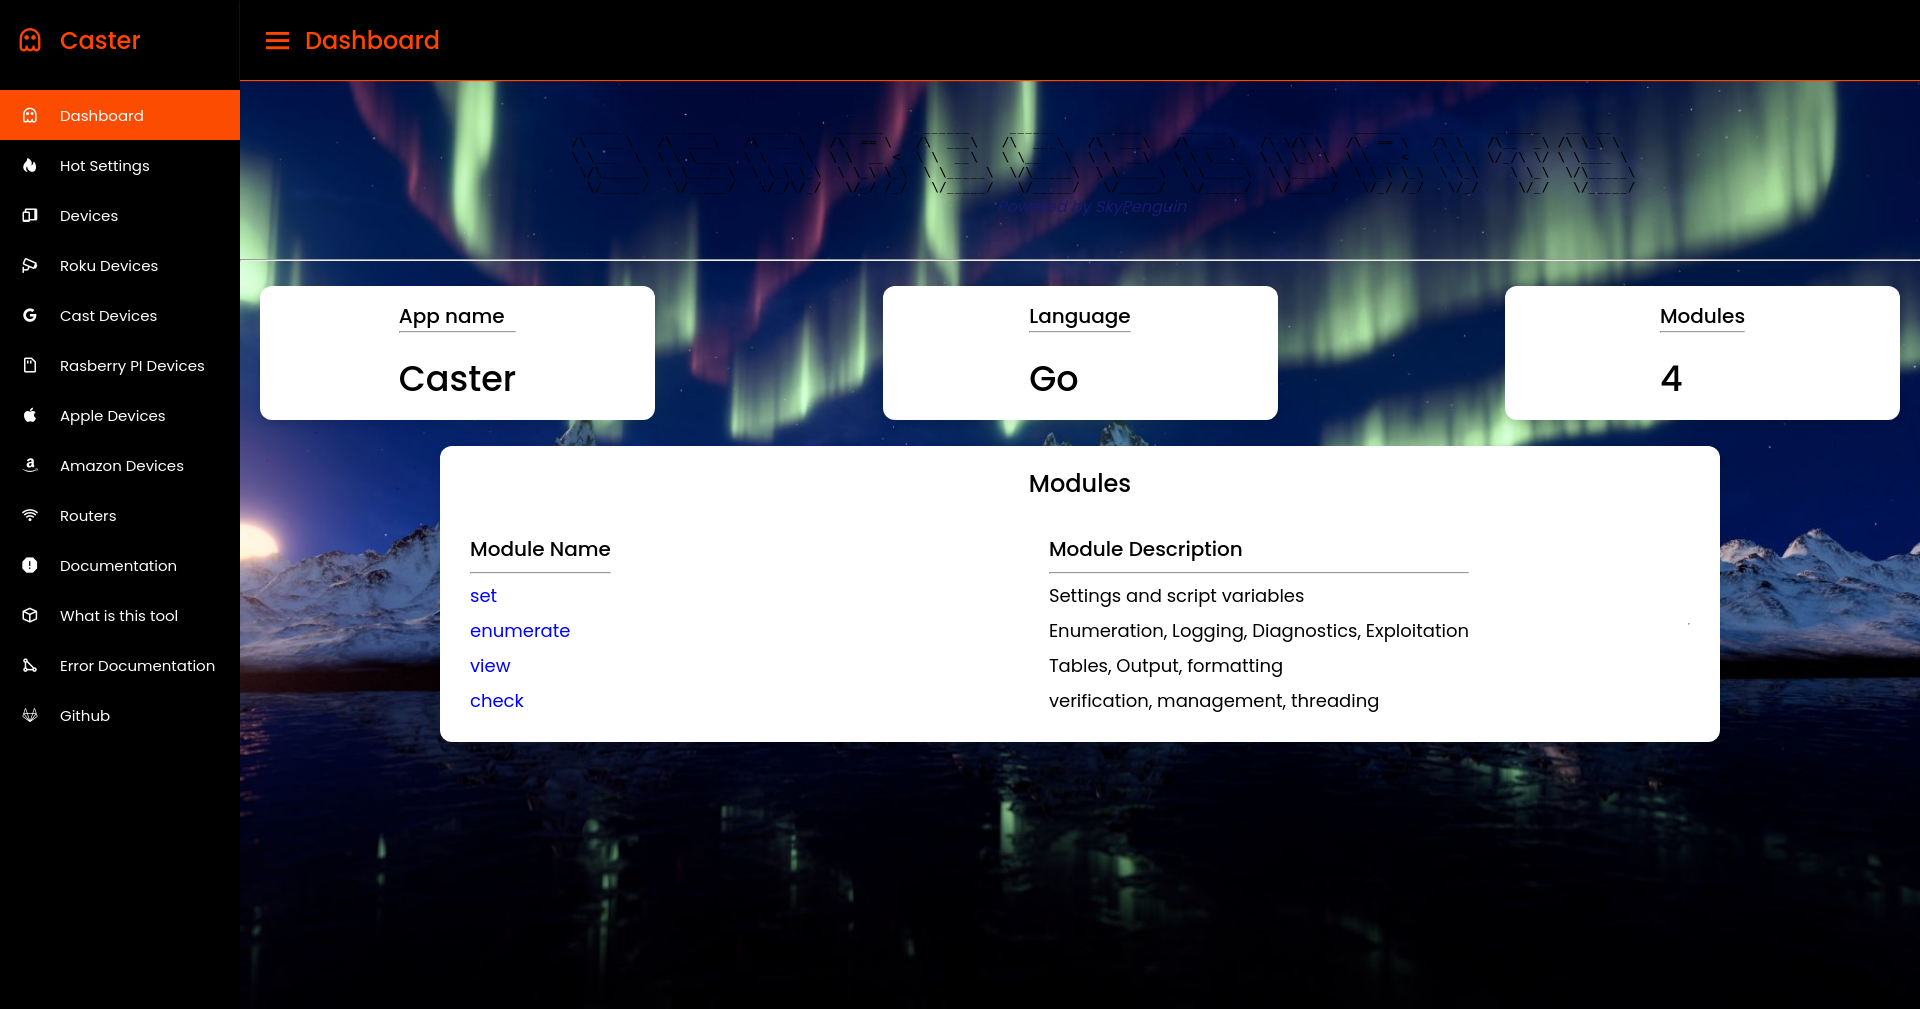 Caster
Dashboard
Dashboard
Hot Settings
Devices
Roku Devices
Cast Devices
Rasberry PI Devices
Apple Devices
Amazon Devices
Routers
Documentation
What is this tool
Error Documentation
Github
Powered by SkyPenguin
App name
Caster
Language
Go
Modules
4
Modules
Module Name
Module Description
set
Settings and script variables
enumerate
Enumeration, Logging, Diagnostics, Exploitation
view
Tables, Output, formatting
check
verification, management, threading